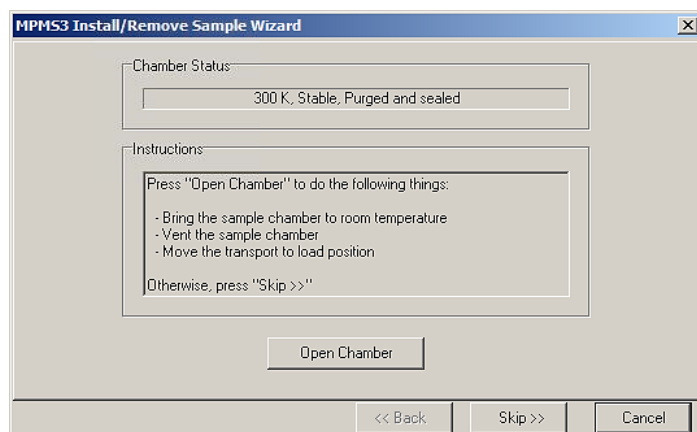 MPMS3 Install/Remove Sample Wizard
Chamber Status
300 K, Stable, Purged and sealed
Instructions
Press "Open Chamber" to do the following things:
- Bring the sample chamber to room temperature
- Vent the sample chamber
- Move the transport to load position
Otherwise, press "Skip >>"
Open Chamber
<< Back
Skip >>
Cancel